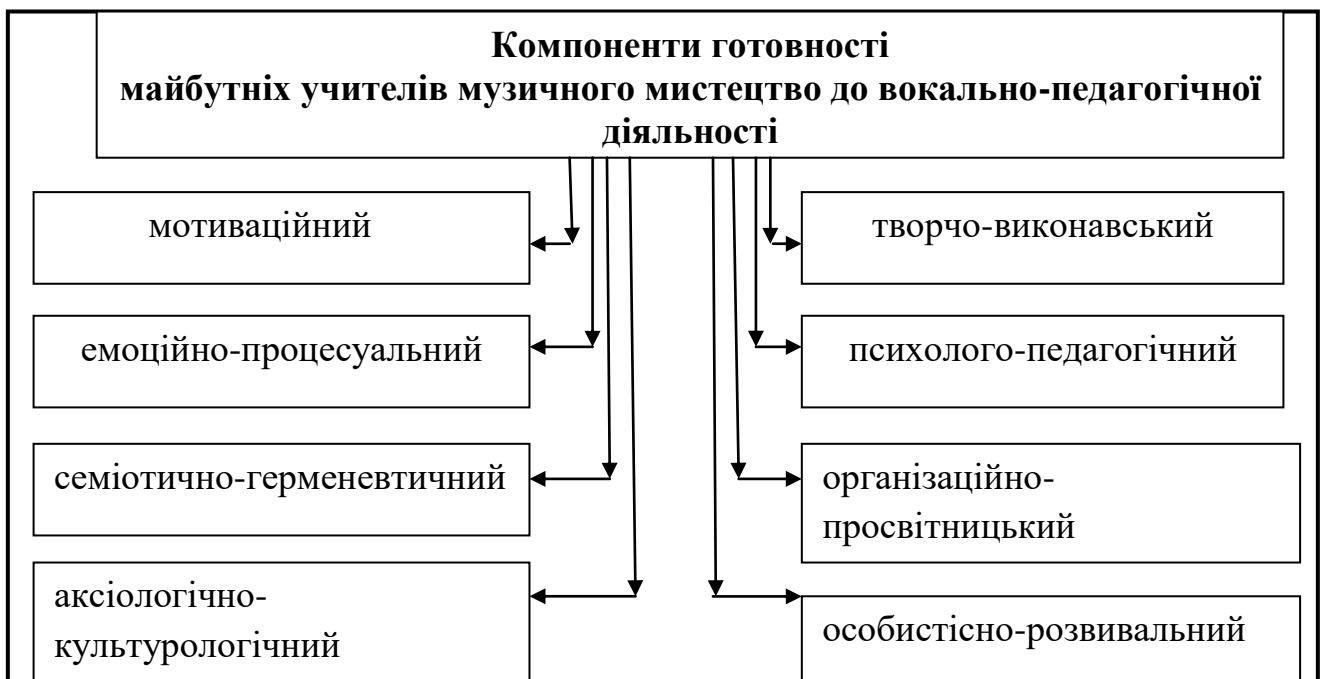 Компоненти готовності
майбутніх учителів музичного мистецтво до вокально-педагогічної
діяльності
мотиваційний
творчо-виконавський
емоційно-процесуальний
психолого-педагогічний
семіотично-герменевтичний
організаційно-
просвітницький
аксіологічно-
культурологічний
особистісно-розвивальний